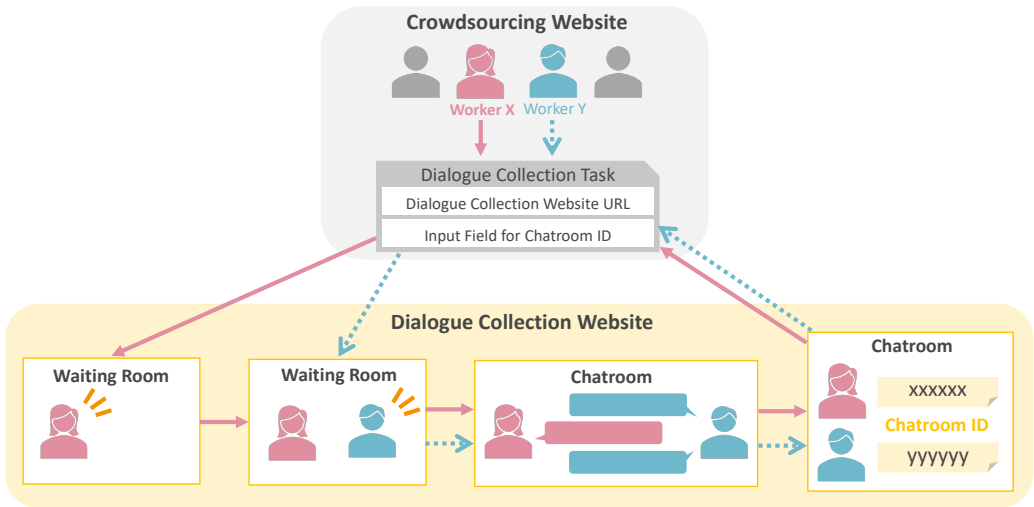 Crowdsourcing Website
Worker X
Worker Y
Dialogue Collection Task
Dialogue Collection Website URL
Input Field for Chatroom ID
Dialogue Collection Website
Waiting Room
Waiting Room
Chatroom
Chatroom
xxxxxx
Chatroom ID
yyyyyy